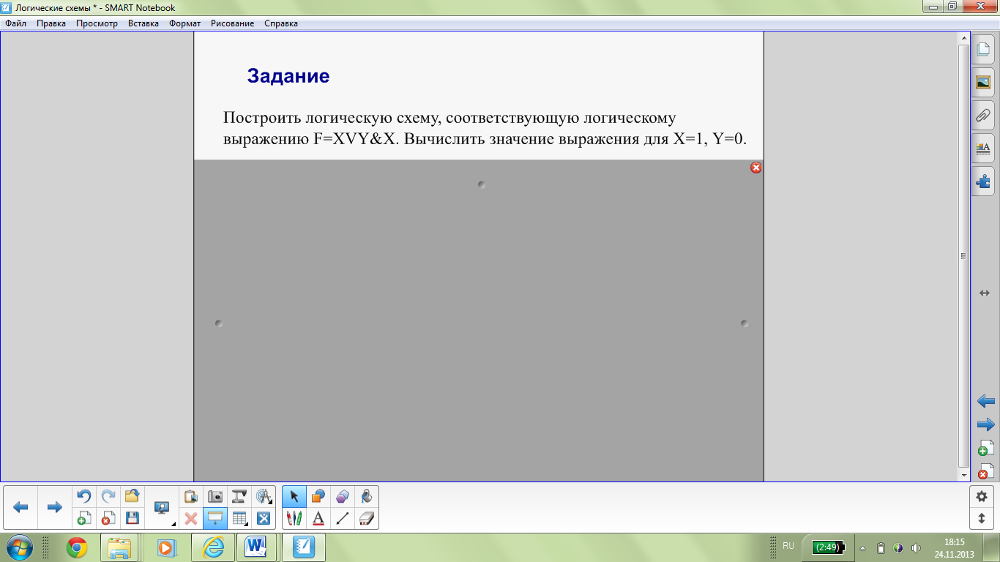 Логические схемы * - SMART Notebook
Файл Правка Просмотр Вставка Формат Рисование Справка
Задание
Построить логическую схему, соответствующую логическому
выражению F=XVY&X. Вычислить значение выражения для X=1, Y=0.
RU
(2:49)
18:15
24.11.2013